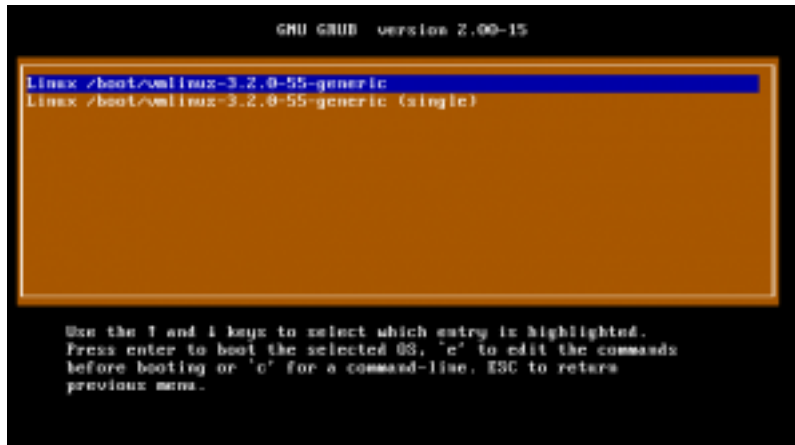 GNU GRUB version 2.00-15
Linux /boot/vmlinuz-3.2.0-55-generic
Linux /boot/vmlinuz-3.2.0-55-generic (single)
Use the ↑ and ↓ keys to select which entry is highlighted.
Press enter to boot the selected OS, `e' to edit the commands
before booting or `c' for a command-line. ESC to return
previous menu.